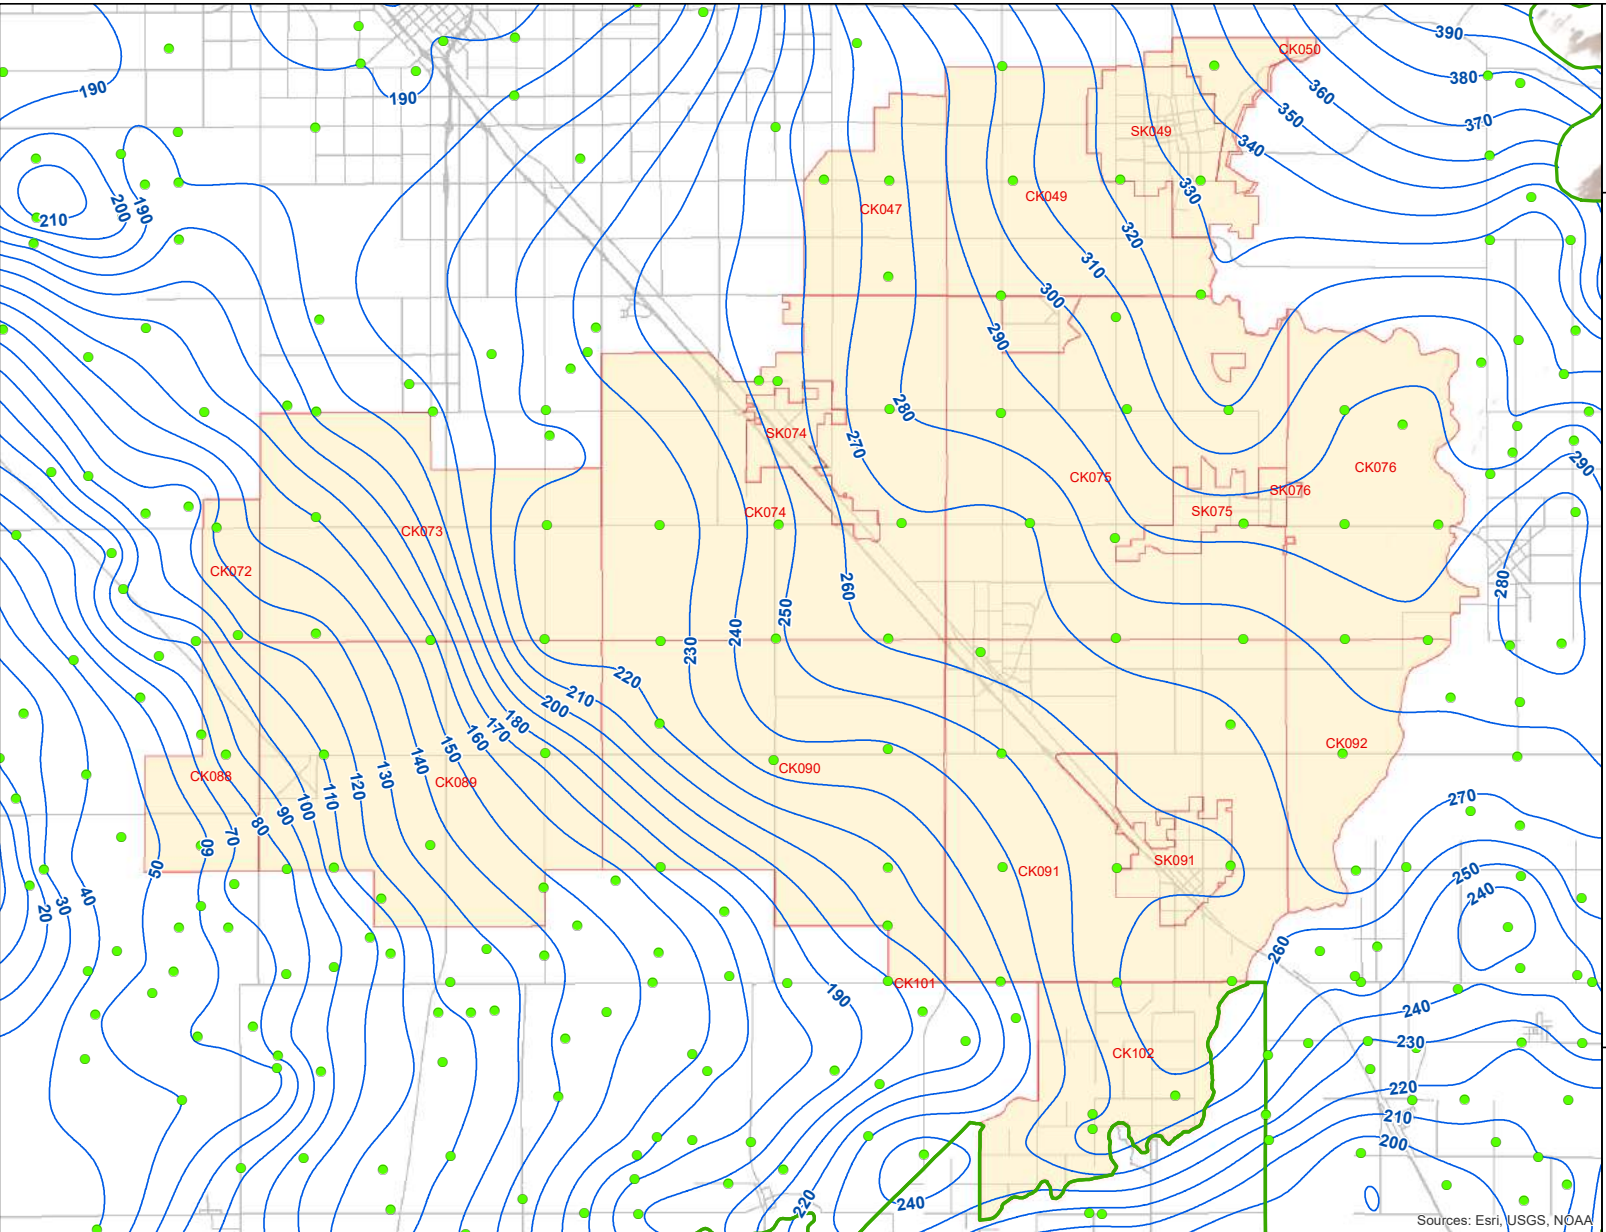 390
CK050
380
190
360
190
350
370
SK049
340
330
CK049
200
190
CK047
210
320
310
300
290
280
SK074
270
290
CK076
CK075
SK076
CK074
SK075
CK073
CK072
260
280
250
240
230
220
210
200
180
170
CK092
150
160
140
CK090
130
CK088
CK089
120
110
270
100
90
80
70
60
SK091
50
CK091
250
240
40
30
20
260
CK101
190
240
230
CK102
220
210
200
220
240
Sources: Esri, USGS, NOAA